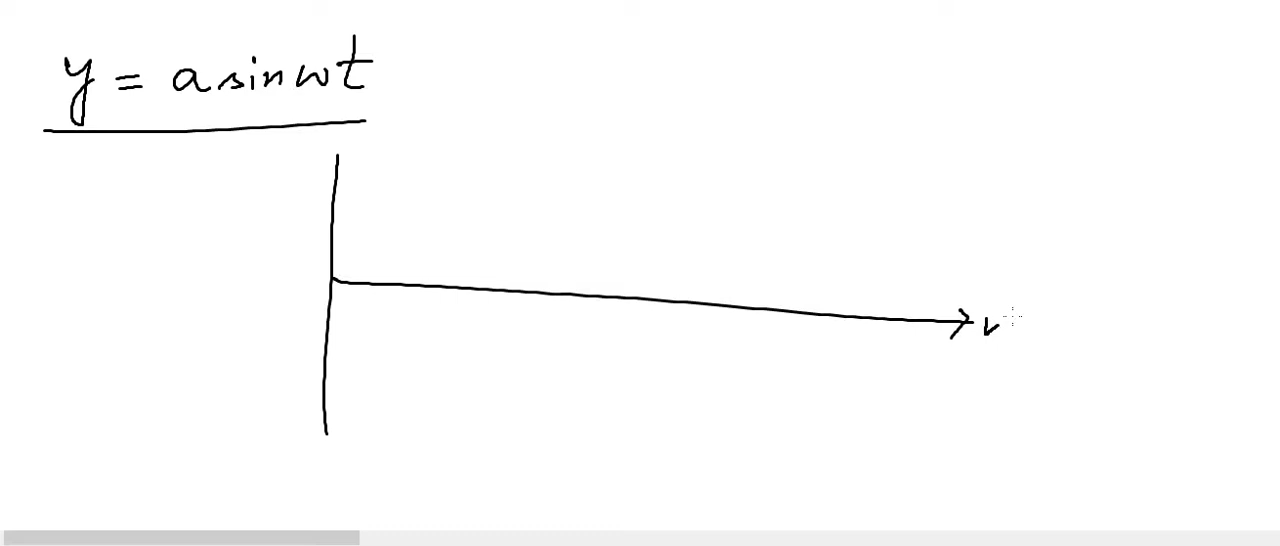 y = a sin ωt
v